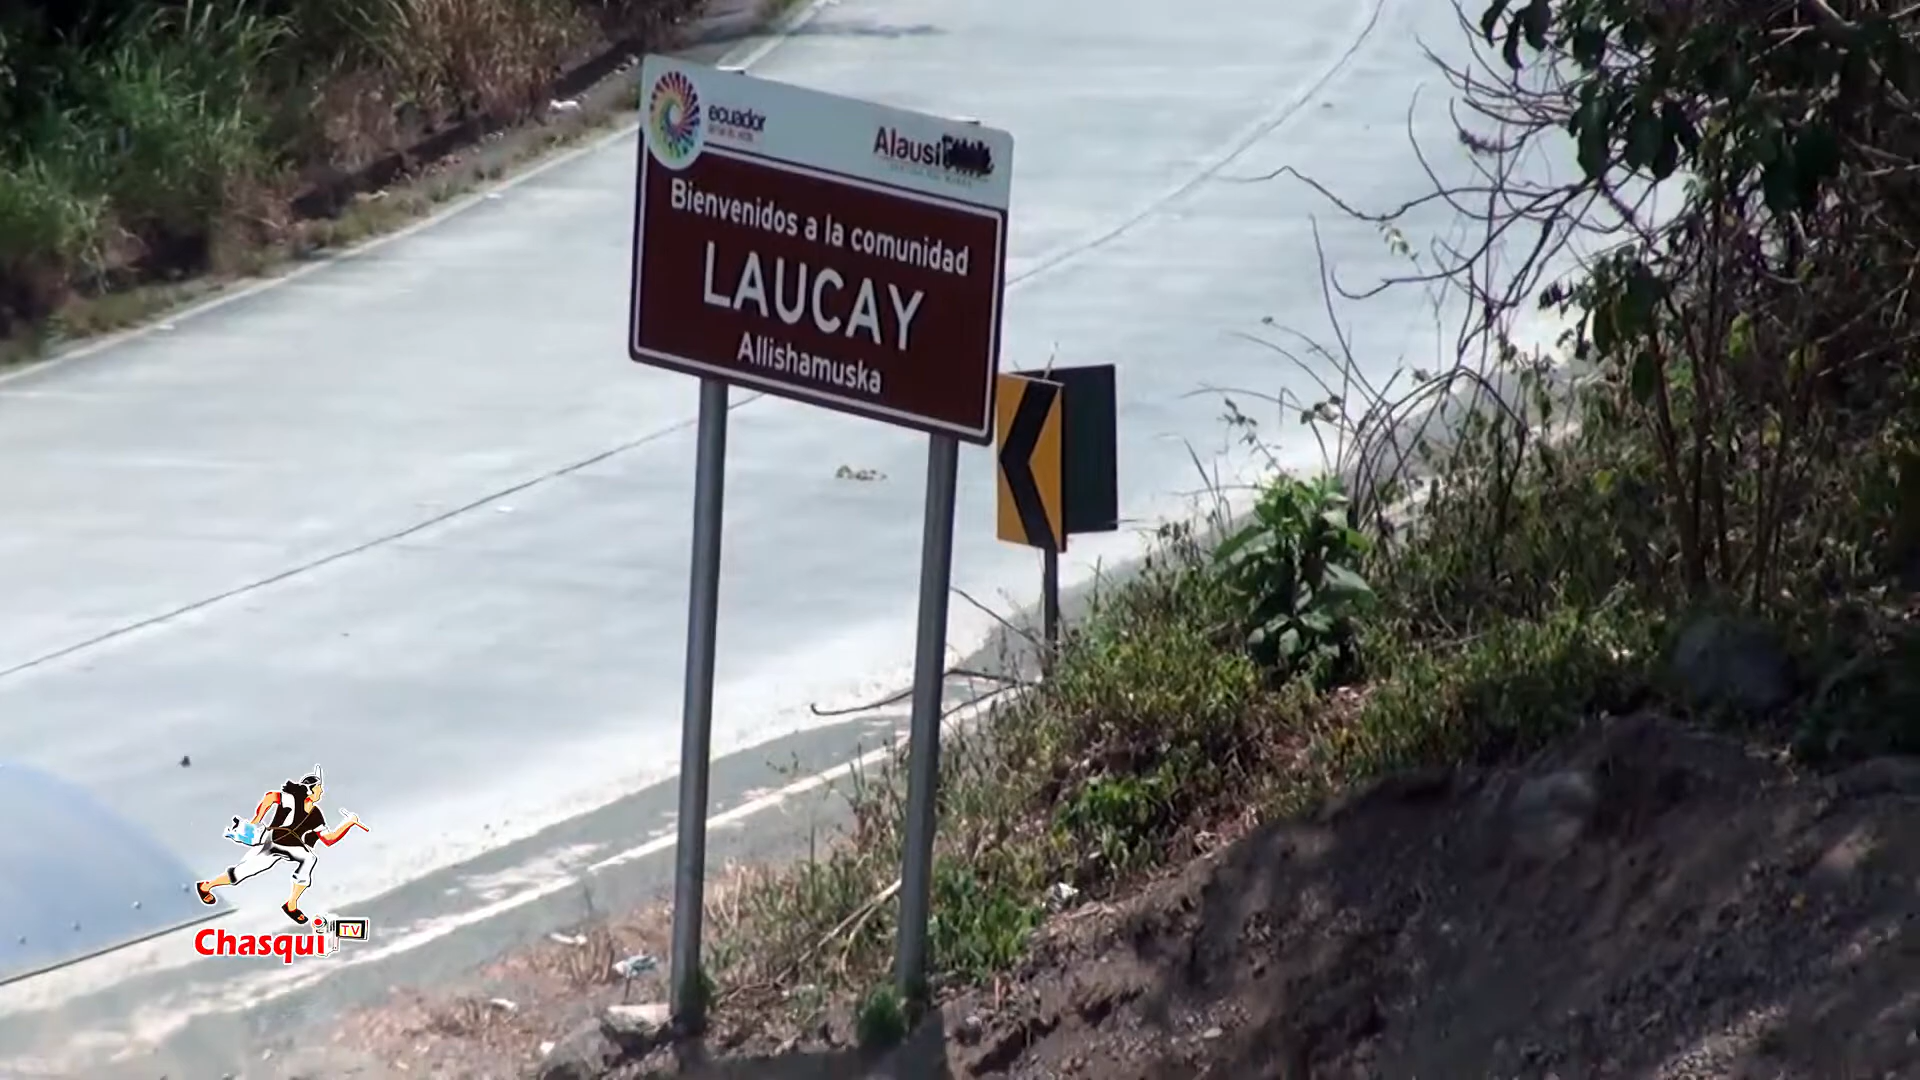 ecuador
Alausí
Bienvenidos a la comunidad
LAUCAY
Allishamuska
Chasqui TV